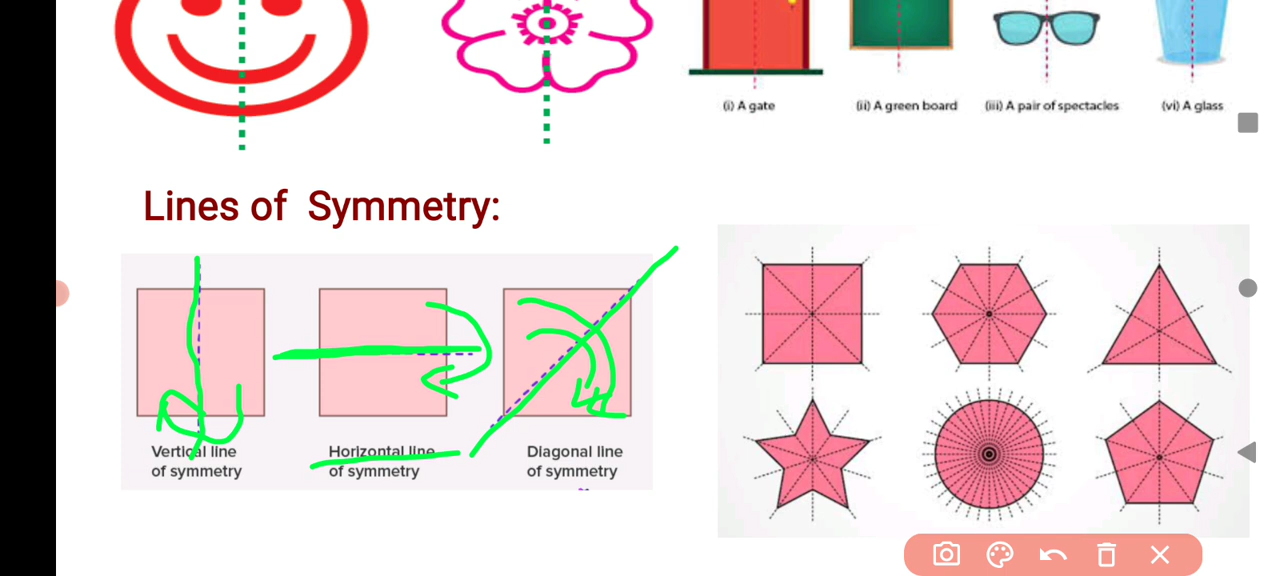 (i) A gate
(ii) A green board
(iii) A pair of spectacles
(vi) A glass
Lines of Symmetry:
Vertical line
of symmetry
Horizontal line
of symmetry
Diagonal line
of symmetry